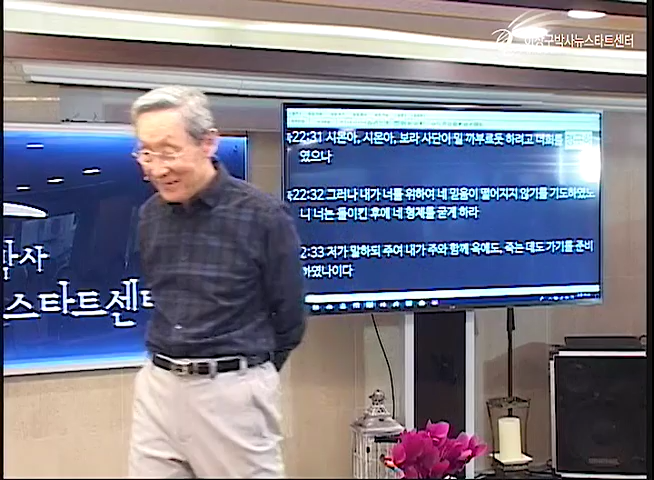 이상구박사뉴스타트센터
22:31 시몬아, 시몬아, 보라 사단이 밀 까부르듯 하려고 너희를
였으나
22:32 그러나 내가 너를 위하여 네 믿음이 떨어지지 않기를 기도하였노
니 너는 돌이킨 후에 네 형제를 굳게 하라
2:33 저가 말하되 주여 내가 주와 함께 옥에도, 죽는 데도 가기를 준비
하였나이다
박사
스타트센터